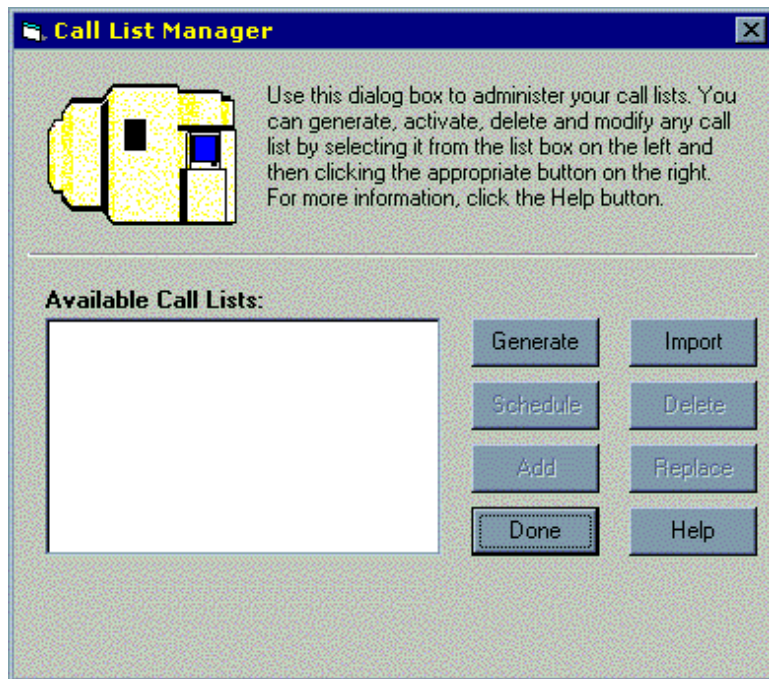 Call List Manager
Use this dialog box to administer your call lists. You
can generate, activate, delete and modify any call
list by selecting it from the list box on the left and
then clicking the appropriate button on the right.
For more information, click the Help button.
Available Call Lists:
Generate
Import
Schedule
Delete
Add
Replace
Done
Help